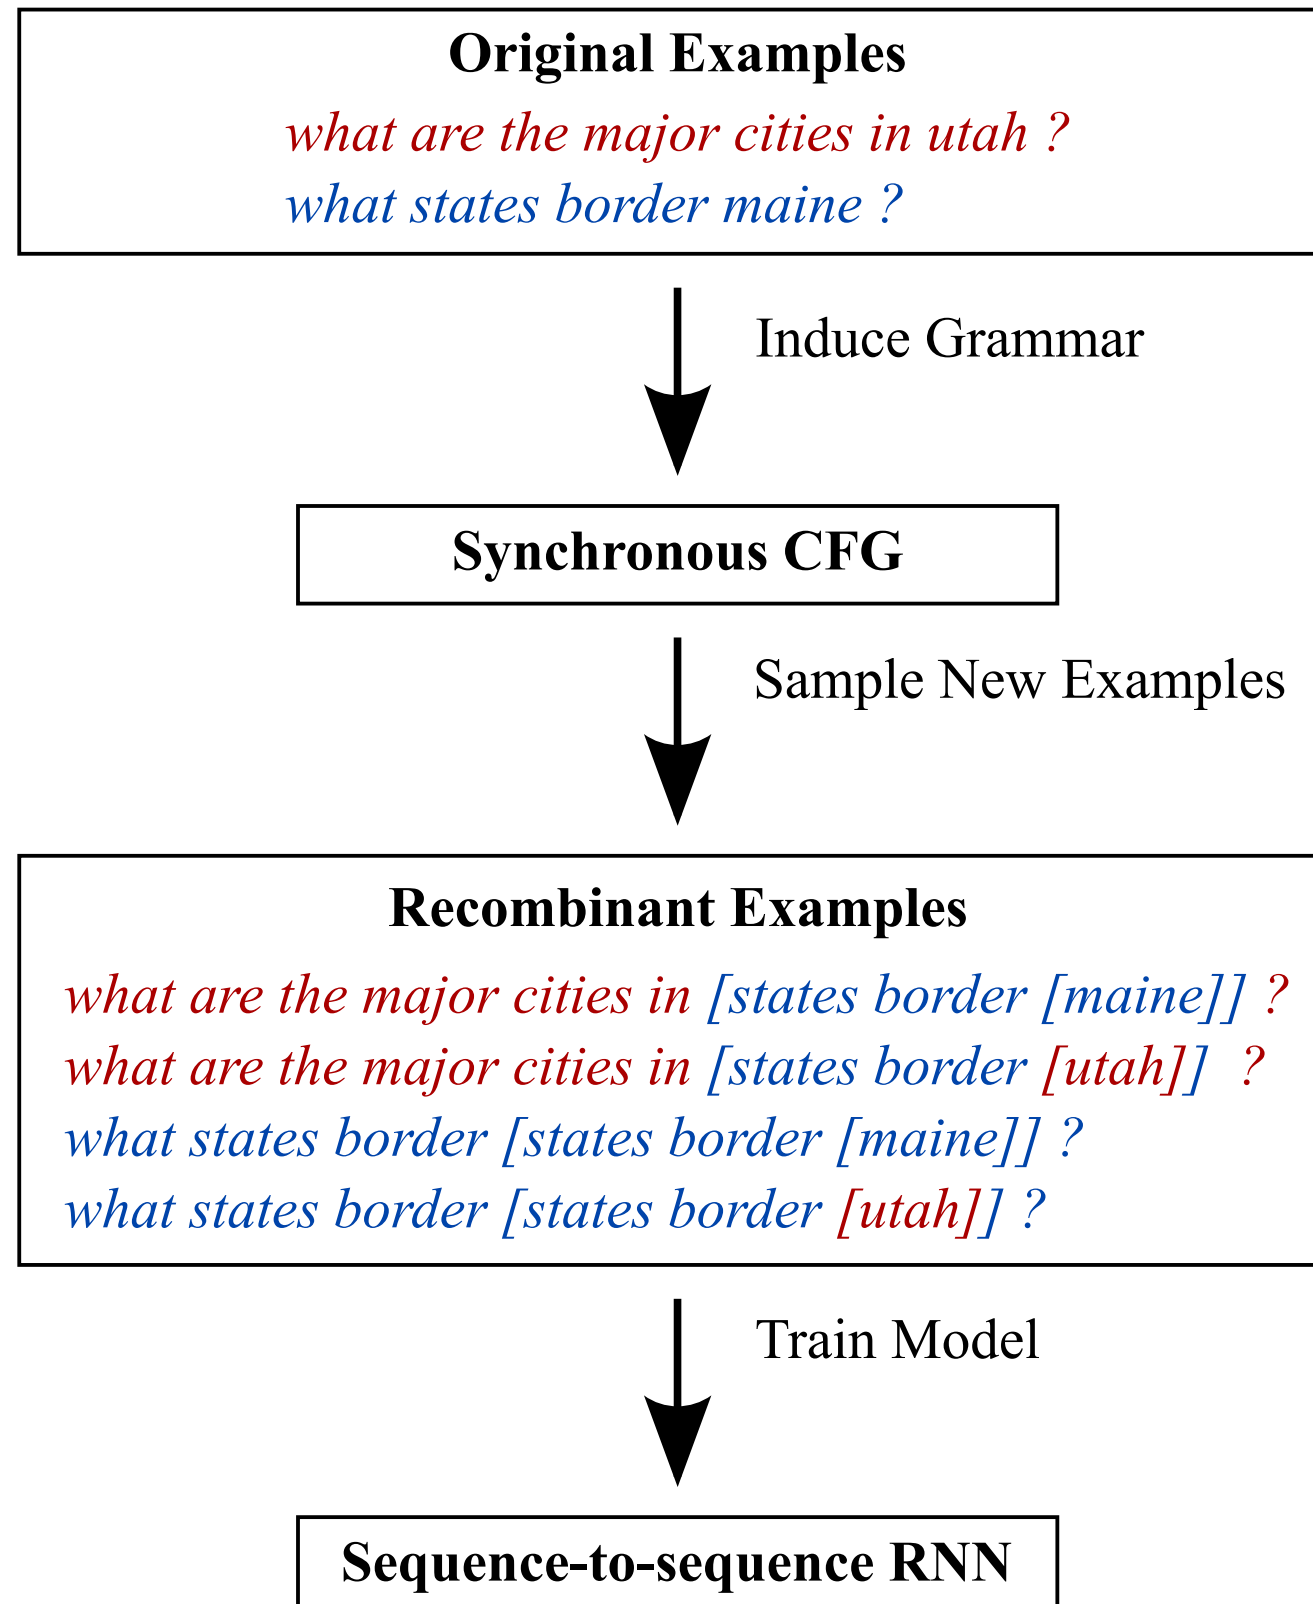 Original Examples
what are the major cities in utah ?
what states border maine ?
Induce Grammar
Synchronous CFG
Sample New Examples
Recombinant Examples
what are the major cities in [states border [maine]] ?
what are the major cities in [states border [utah]] ?
what states border [states border [maine]] ?
what states border [states border [utah]] ?
Train Model
Sequence-to-sequence RNN